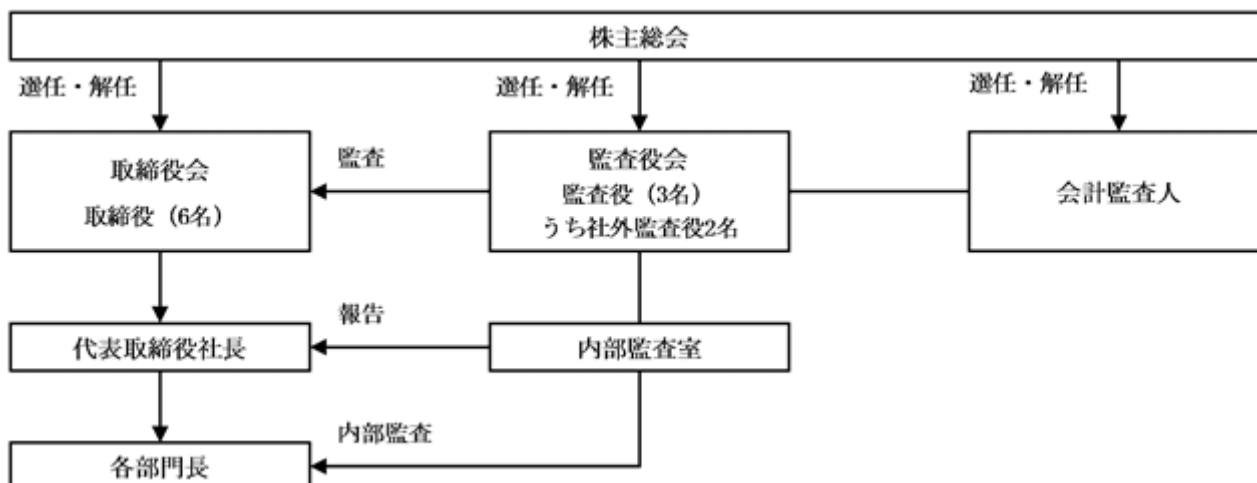 株主総会
選任・解任
選任・解任
選任・解任
取締役会
取締役（6名）
監査
監査役会
監査役（3名）
うち社外監査役2名
会計監査人
代表取締役社長
報告
内部監査室
内部監査
各部門長